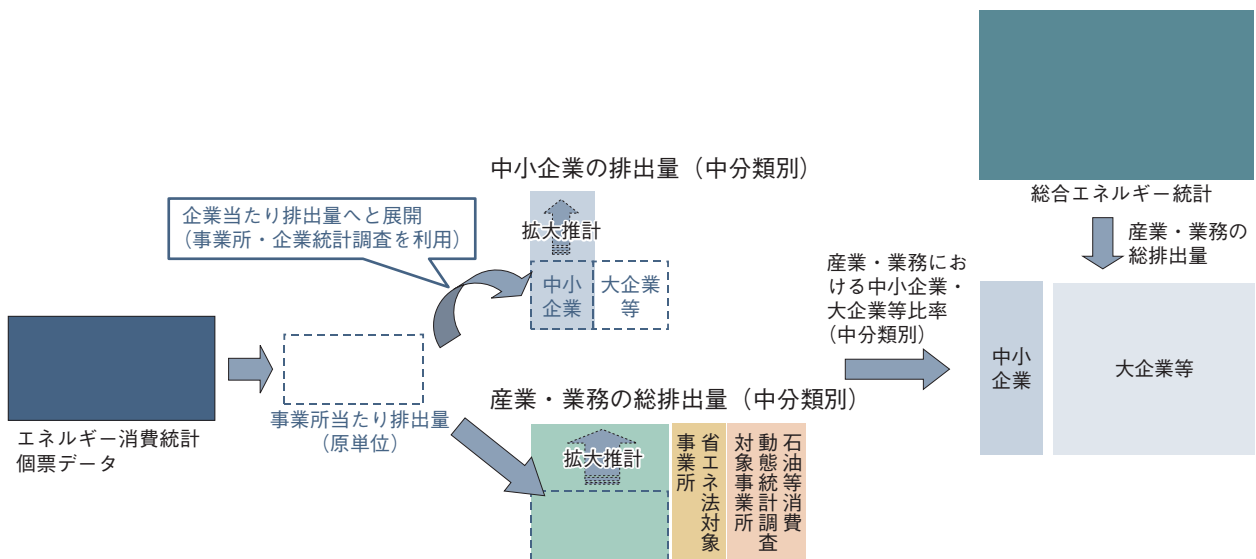 総合エネルギー統計
産業・業務の
総排出量
中小企業の排出量（中分類別）
企業当たり排出量へと展開
（事業所・企業統計調査を利用）
拡大推計
中小
企業
大企業
等
産業・業務にお
ける中小企業・
大企業等比率
（中分類別）
中小
企業
大企業等
エネルギー消費統計
個票データ
事業所当たり排出量
（原単位）
産業・業務の総排出量（中分類別）
拡大推計
省エネ法対象
事業所
石油等消費
動態統計調査
対象事業所